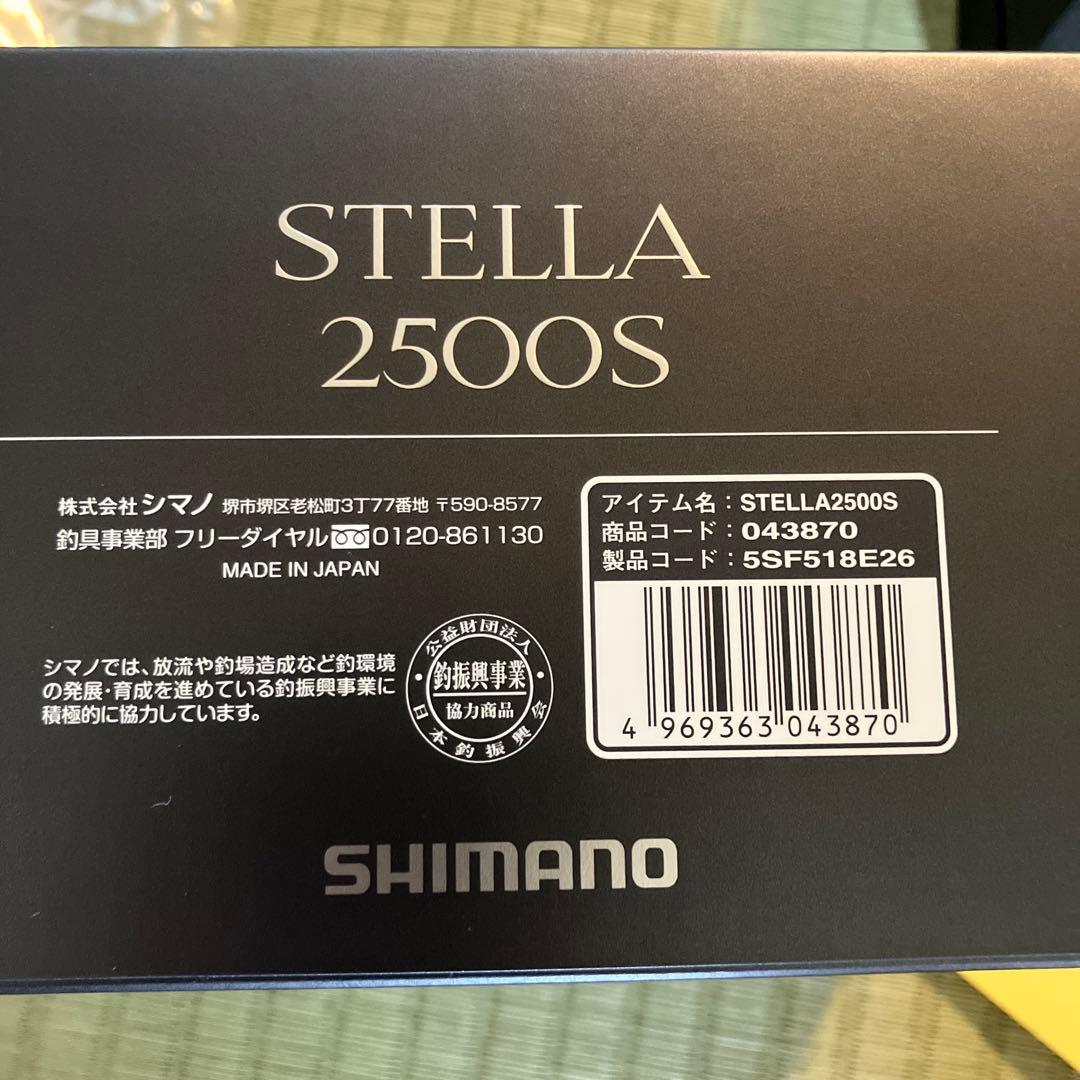 STELLA
2500S
株式会社 シマノ 堺市堺区老松町3丁77番地 〒590-8577
釣具事業部 フリーダイヤル 0120-861130
MADE IN JAPAN
アイテム名：STELLA2500S
商品コード：043870
製品コード：5SF518E26
4 969363 043870
シマノでは、放流や釣場造成など釣環境
の発展・育成を進めている釣振興事業に
積極的に協力しています。
公益財団法人
釣振興事業
協力商品
日本釣振興会
SHIMANO